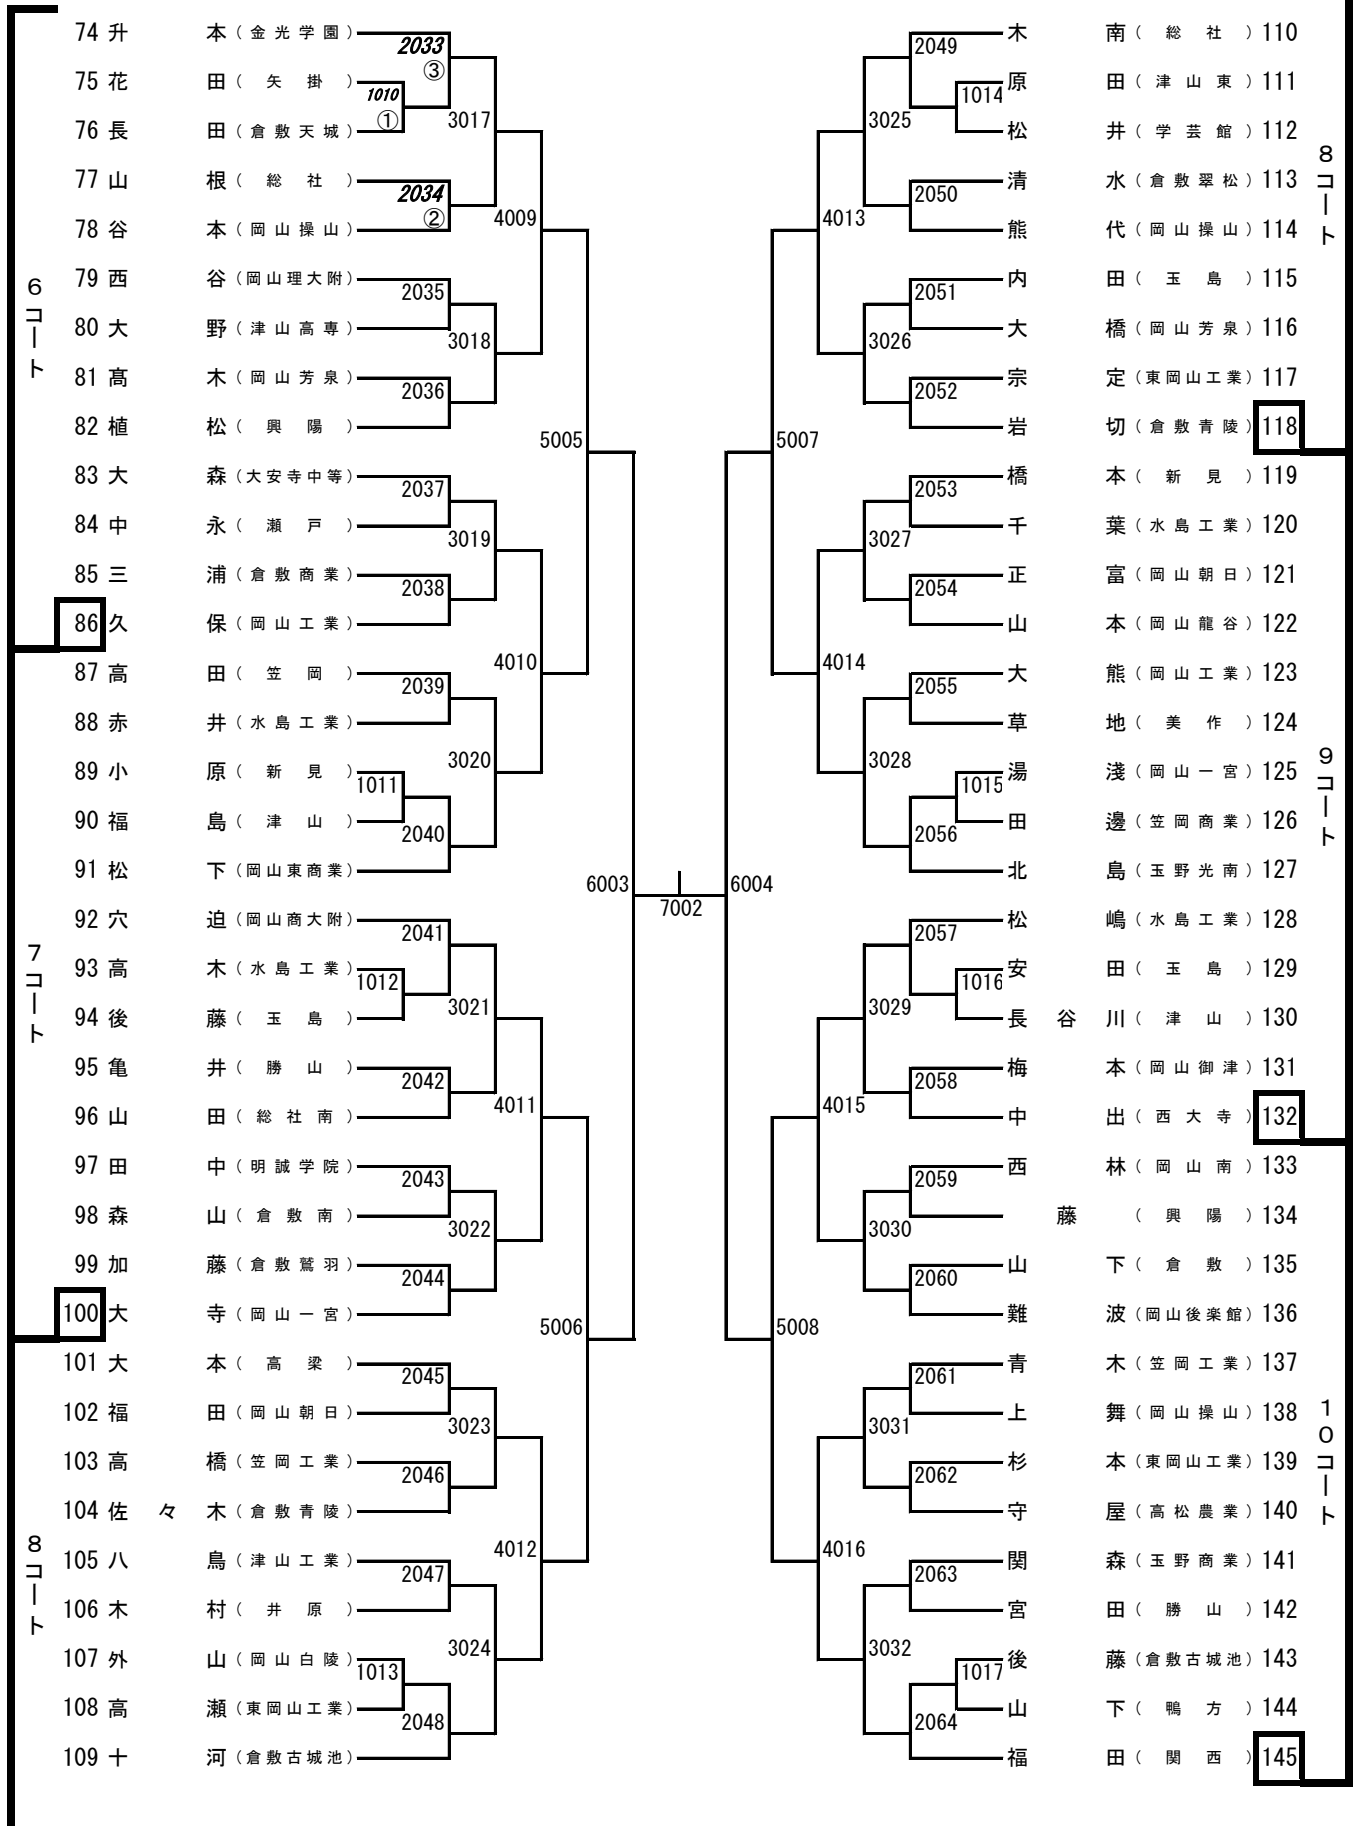 74 升本(金光学園)
2033
③
75 花田(矢掛)
1010
①
76 長田(倉敷天城)
3017
77 山根(総社)
2034
②
78 谷本(岡山操山)
4009
79 西谷(岡山理大附)
2035
80 大野(津山高専)
3018
81 髙木(岡山芳泉)
2036
82 植松(興陽)
5005
83 大森(大安寺中等)
2037
84 中永(瀬戸)
3019
85 三浦(倉敷商業)
2038
86 久保(岡山工業)
6コート
87 高田(笠岡)
4010
2039
88 赤井(水島工業)
3020
89 小原(新見)
1011
90 福島(津山)
2040
91 松下(岡山東商業)
6003
92 穴迫(岡山商大附)
2041
93 高木(水島工業)
1012
94 後藤(玉島)
3021
95 亀井(勝山)
2042
96 山田(総社南)
4011
97 田中(明誠学院)
2043
98 森山(倉敷南)
3022
99 加藤(倉敷鷲羽)
2044
100 大寺(岡山一宮)
7コート
5006
101 大本(高梁)
2045
102 福田(岡山朝日)
3023
103 高橋(笠岡工業)
2046
104 佐々木(倉敷青陵)
4012
105 八鳥(津山工業)
2047
106 木村(井原)
3024
107 外山(岡山白陵)
1013
108 高瀬(東岡山工業)
2048
109 十河(倉敷古城池)
8コート
7002
木南(総社)110
2049
原田(津山東)111
1014
松井(学芸館)112
3025
清水(倉敷翠松)113
2050
熊代(岡山操山)114
4013
内田(玉島)115
2051
大橋(岡山芳泉)116
3026
宗定(東岡山工業)117
2052
岩切(倉敷青陵)118
8コート
5007
橋本(新見)119
2053
千葉(水島工業)120
3027
正富(岡山朝日)121
2054
山本(岡山龍谷)122
4014
大熊(岡山工業)123
2055
草地(美作)124
3028
湯淺(岡山一宮)125
1015
田邊(笠岡商業)126
2056
北島(玉野光南)127
6004
松嶋(水島工業)128
2057
安田(玉島)129
1016
長谷川(津山)130
3029
梅本(岡山御津)131
2058
中出(西大寺)132
9コート
4015
西林(岡山南)133
2059
藤(興陽)134
3030
山下(倉敷)135
2060
難波(岡山後楽館)136
5008
青木(笠岡工業)137
2061
上舞(岡山操山)138
3031
杉本(東岡山工業)139
2062
守屋(高松農業)140
4016
関森(玉野商業)141
2063
宮田(勝山)142
3032
後藤(倉敷古城池)143
1017
山下(鴨方)144
2064
福田(関西)145
10コート